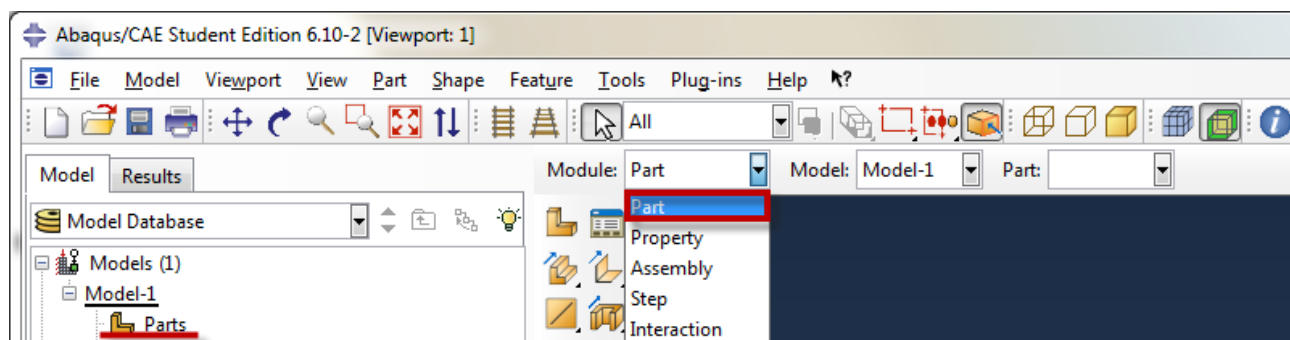 Abaqus/CAE Student Edition 6.10-2 [Viewport: 1]
File Model Viewport View Part Shape Feature Tools Plug-ins Help ?
All
Model Results
Module: Part Model: Model-1 Part:
Model Database
Part
Property
Assembly
Step
Interaction
Models (1)
Model-1
Parts